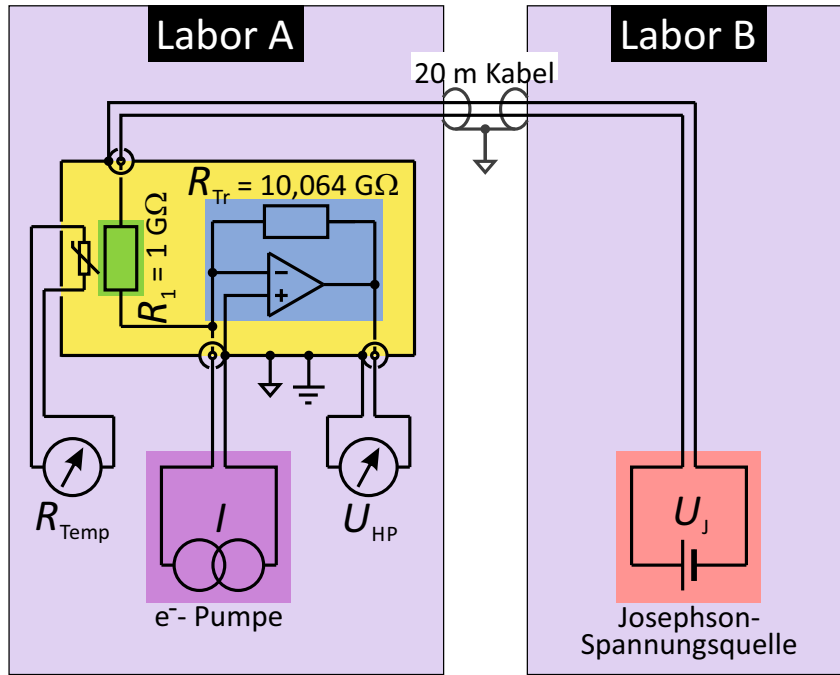 Labor A
Labor B
20 m Kabel
R_Tr = 10,064 GΩ
R_1 = 1 GΩ
−
+
R_Temp
I
U_HP
U_J
e⁻- Pumpe
Josephson-
Spannungsquelle